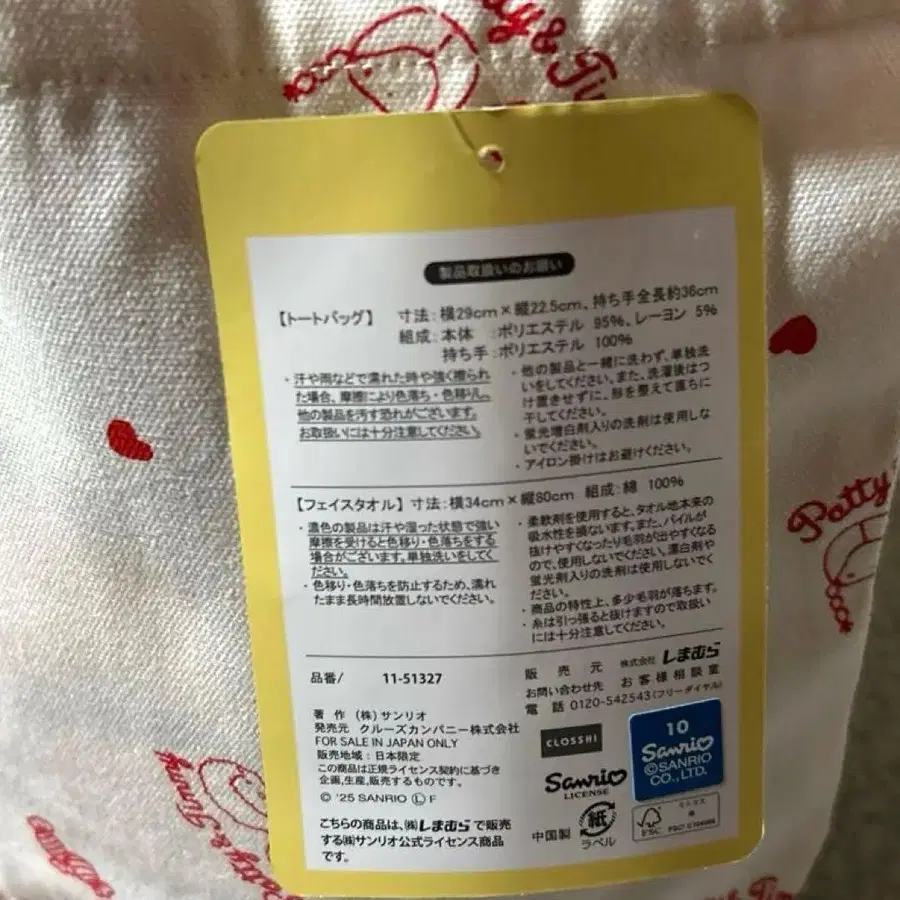 Patty & Tim
製品取扱いのお願い
【トートバッグ】 寸法:横29cm×縦22.5cm、持ち手全長約36cm
組成:本体 :ポリエステル 95%、レーヨン 5%
持ち手:ポリエステル 100%
・汗や雨などで濡れた時や強く擦られ
た場合、摩擦により色落ち・色移りし、
他の製品を汚す恐れがございます。
お取扱いには十分注意してください。
・他の製品と一緒に洗わず、単独洗
いをしてください。また、洗濯後はつ
け置きせずに、形を整えて直ちに
干してください。
・蛍光増白剤入りの洗剤は使用しな
いでください。
・アイロン掛けはお避けください。
【フェイスタオル】 寸法:横34cm×縦80cm 組成:綿 100%
・濃色の製品は汗や湿った状態で強い
摩擦を受けると色移り・色落ちをする
場合がございます。単独洗いをしてく
ださい。
・色移り・色落ちを防止するため、濡れ
たまま長時間放置しないでください。
・柔軟剤を使用すると、タオル地本来の
吸水性を損ないます。また、パイルが
抜けやすくなったり毛羽が出やすくなる
ので、使用しないでください。漂白剤や
蛍光剤入りの洗剤は使用しないでく
ださい。
・商品の特性上、多少毛羽が落ちます。
・糸は引っ張ると抜けますので取扱い
には十分注意してください。
品番/ 11-51327
販売元 株式会社 しまむら
お問い合わせ先 お客様相談室
電話 0120-542543(フリーダイヤル)
著作 (株)サンリオ
発売元 クルーズカンパニー株式会社
FOR SALE IN JAPAN ONLY
販売地域:日本限定
この商品は正規ライセンス契約に基づき
企画,生産,販売するものです。
© '25 SANRIO Ⓛ F
こちらの商品は、㈱しまむらで販売
する㈱サンリオ公式ライセンス商品
です。
CLOSSHI
Sanrio
LICENSE
10
Sanrio
©SANRIO
CO., LTD.
中国製
紙
ラベル
FSC
ミックス
Patty
Patty & Timmy